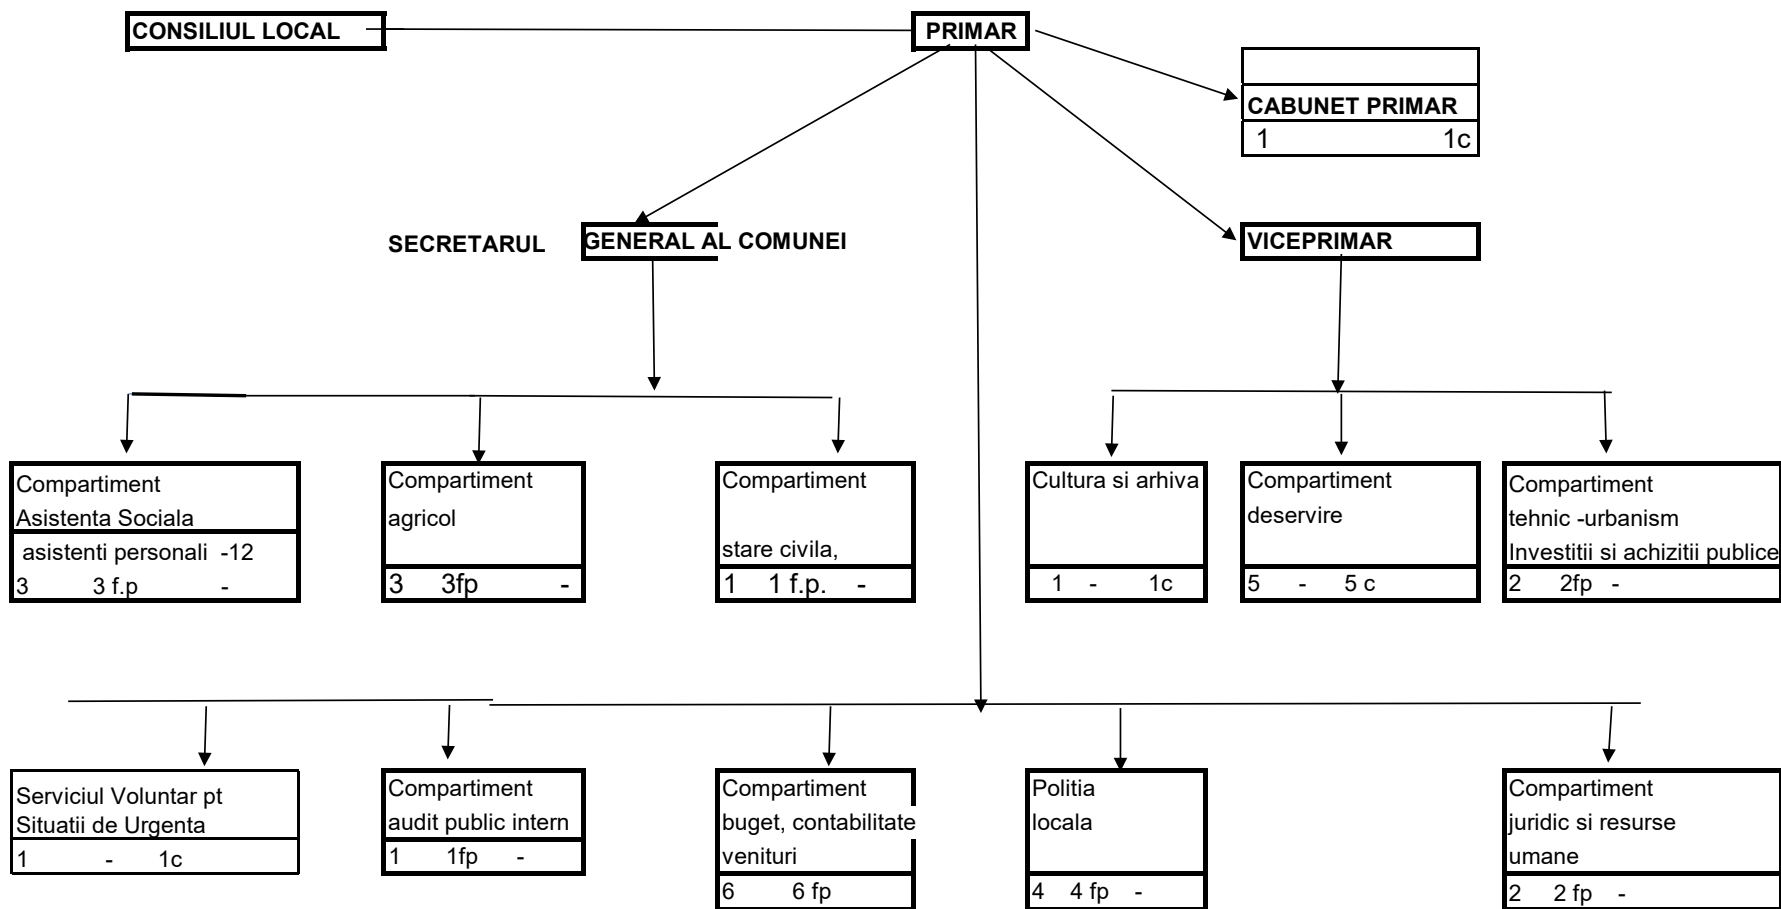 CONSILIUL LOCAL
PRIMAR
CABUNET PRIMAR
1 1c
SECRETARUL GENERAL AL COMUNEI
VICEPRIMAR
Compartiment
Asistenta Sociala
asistenti personali -12
3 3 f.p -
Compartiment
agricol
3 3fp -
Compartiment
stare civila,
1 1 f.p. -
Cultura si arhiva
1 - 1c
Compartiment
deservire
5 - 5 c
Compartiment
tehnic -urbanism
Investitii si achizitii publice
2 2fp -
Serviciul Voluntar pt
Situatii de Urgenta
1 - 1c
Compartiment
audit public intern
1 1fp -
Compartiment
buget, contabilitate
venituri
6 6 fp
Politia
locala
4 4 fp -
Compartiment
juridic si resurse
umane
2 2 fp -